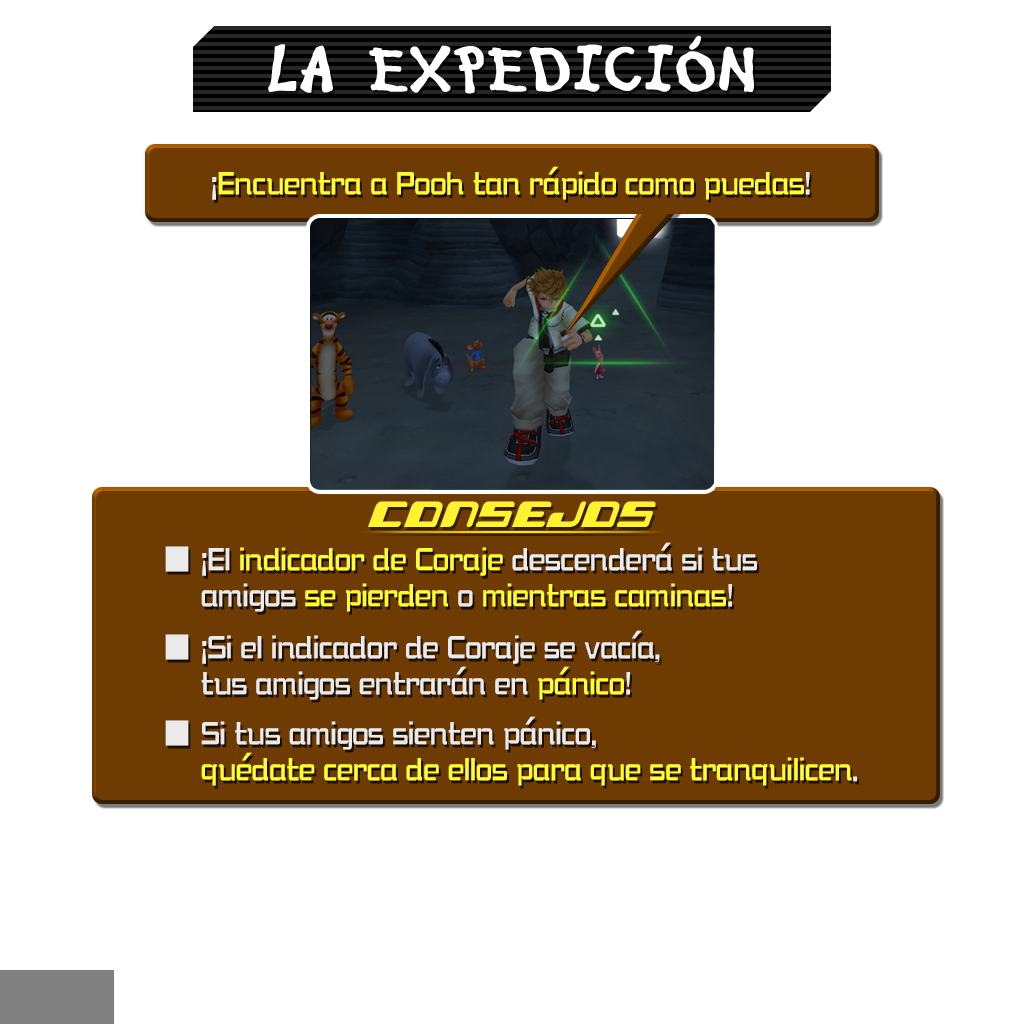 LA EXPEDICIÓN
¡Encuentra a Pooh tan rápido como puedas!
CONSEJOS
¡El indicador de Coraje descenderá si tus
amigos se pierden o mientras caminas!
¡Si el indicador de Coraje se vacía,
tus amigos entrarán en pánico!
Si tus amigos sienten pánico,
quédate cerca de ellos para que se tranquilicen.